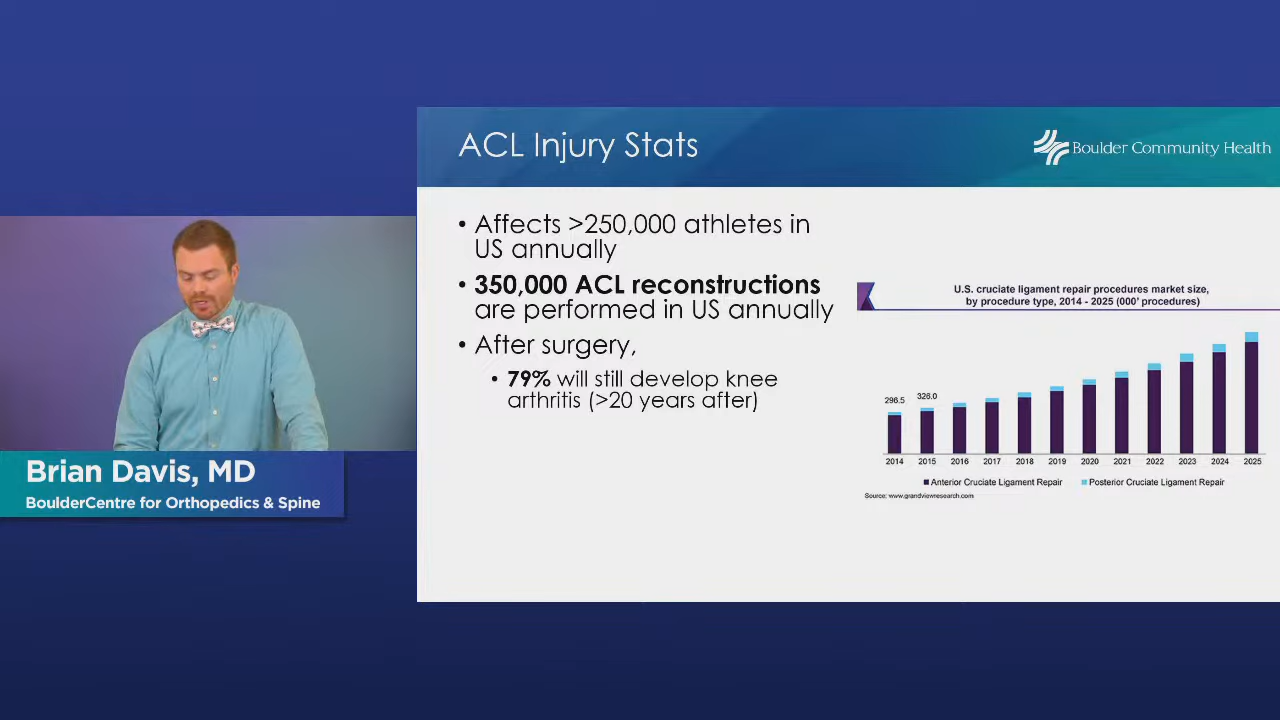 ACL Injury Stats
Boulder Community Health
• Affects >250,000 athletes in
US annually
• 350,000 ACL reconstructions
are performed in US annually
• After surgery,
• 79% will still develop knee
arthritis (>20 years after)
U.S. cruciate ligament repair procedures market size,
by procedure type, 2014 - 2025 (000' procedures)
296.5 326.0
2014 2015 2016 2017 2018 2019 2020 2021 2022 2023 2024 2025
Anterior Cruciate Ligament Repair Posterior Cruciate Ligament Repair
Source: www.grandviewresearch.com
Brian Davis, MD
BoulderCentre for Orthopedics & Spine